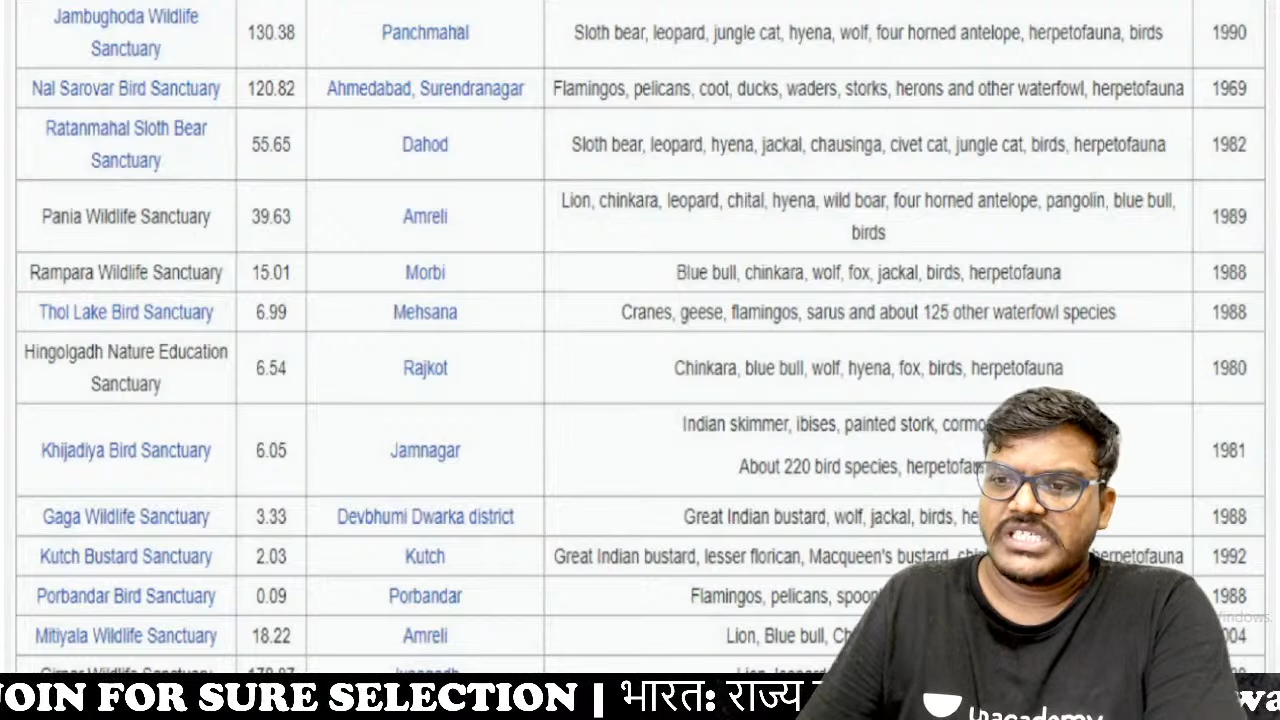 Jambughoda Wildlife
Sanctuary
130.38
Panchmahal
Sloth bear, leopard, jungle cat, hyena, wolf, four horned antelope, herpetofauna, birds
1990
Nal Sarovar Bird Sanctuary
120.82
Ahmedabad, Surendranagar
Flamingos, pelicans, coot, ducks, waders, storks, herons and other waterfowl, herpetofauna
1969
Ratanmahal Sloth Bear
Sanctuary
55.65
Dahod
Sloth bear, leopard, hyena, jackal, chausinga, civet cat, jungle cat, birds, herpetofauna
1982
Pania Wildlife Sanctuary
39.63
Amreli
Lion, chinkara, leopard, chital, hyena, wild boar, four horned antelope, pangolin, blue bull,
birds
1989
Rampara Wildlife Sanctuary
15.01
Morbi
Blue bull, chinkara, wolf, fox, jackal, birds, herpetofauna
1988
Thol Lake Bird Sanctuary
6.99
Mehsana
Cranes, geese, flamingos, sarus and about 125 other waterfowl species
1988
Hingolgadh Nature Education
Sanctuary
6.54
Rajkot
Chinkara, blue bull, wolf, hyena, fox, birds, herpetofauna
1980
Khijadiya Bird Sanctuary
6.05
Jamnagar
Indian skimmer, ibises, painted stork,
About 220 bird species,
1981
Gaga Wildlife Sanctuary
3.33
Devbhumi Dwarka district
Great Indian bustard, wolf, jackal, birds,
1988
Kutch Bustard Sanctuary
2.03
Kutch
Great Indian bustard, lesser florican, Macqueen's bustard, herpetofauna
1992
Porbandar Bird Sanctuary
0.09
Porbandar
Flamingos, pelicans,
1988
Mitiyala Wildlife Sanctuary
18.22
Amreli
Lion, Blue bull,
JOIN FOR SURE SELECTION | भारत: राज्य